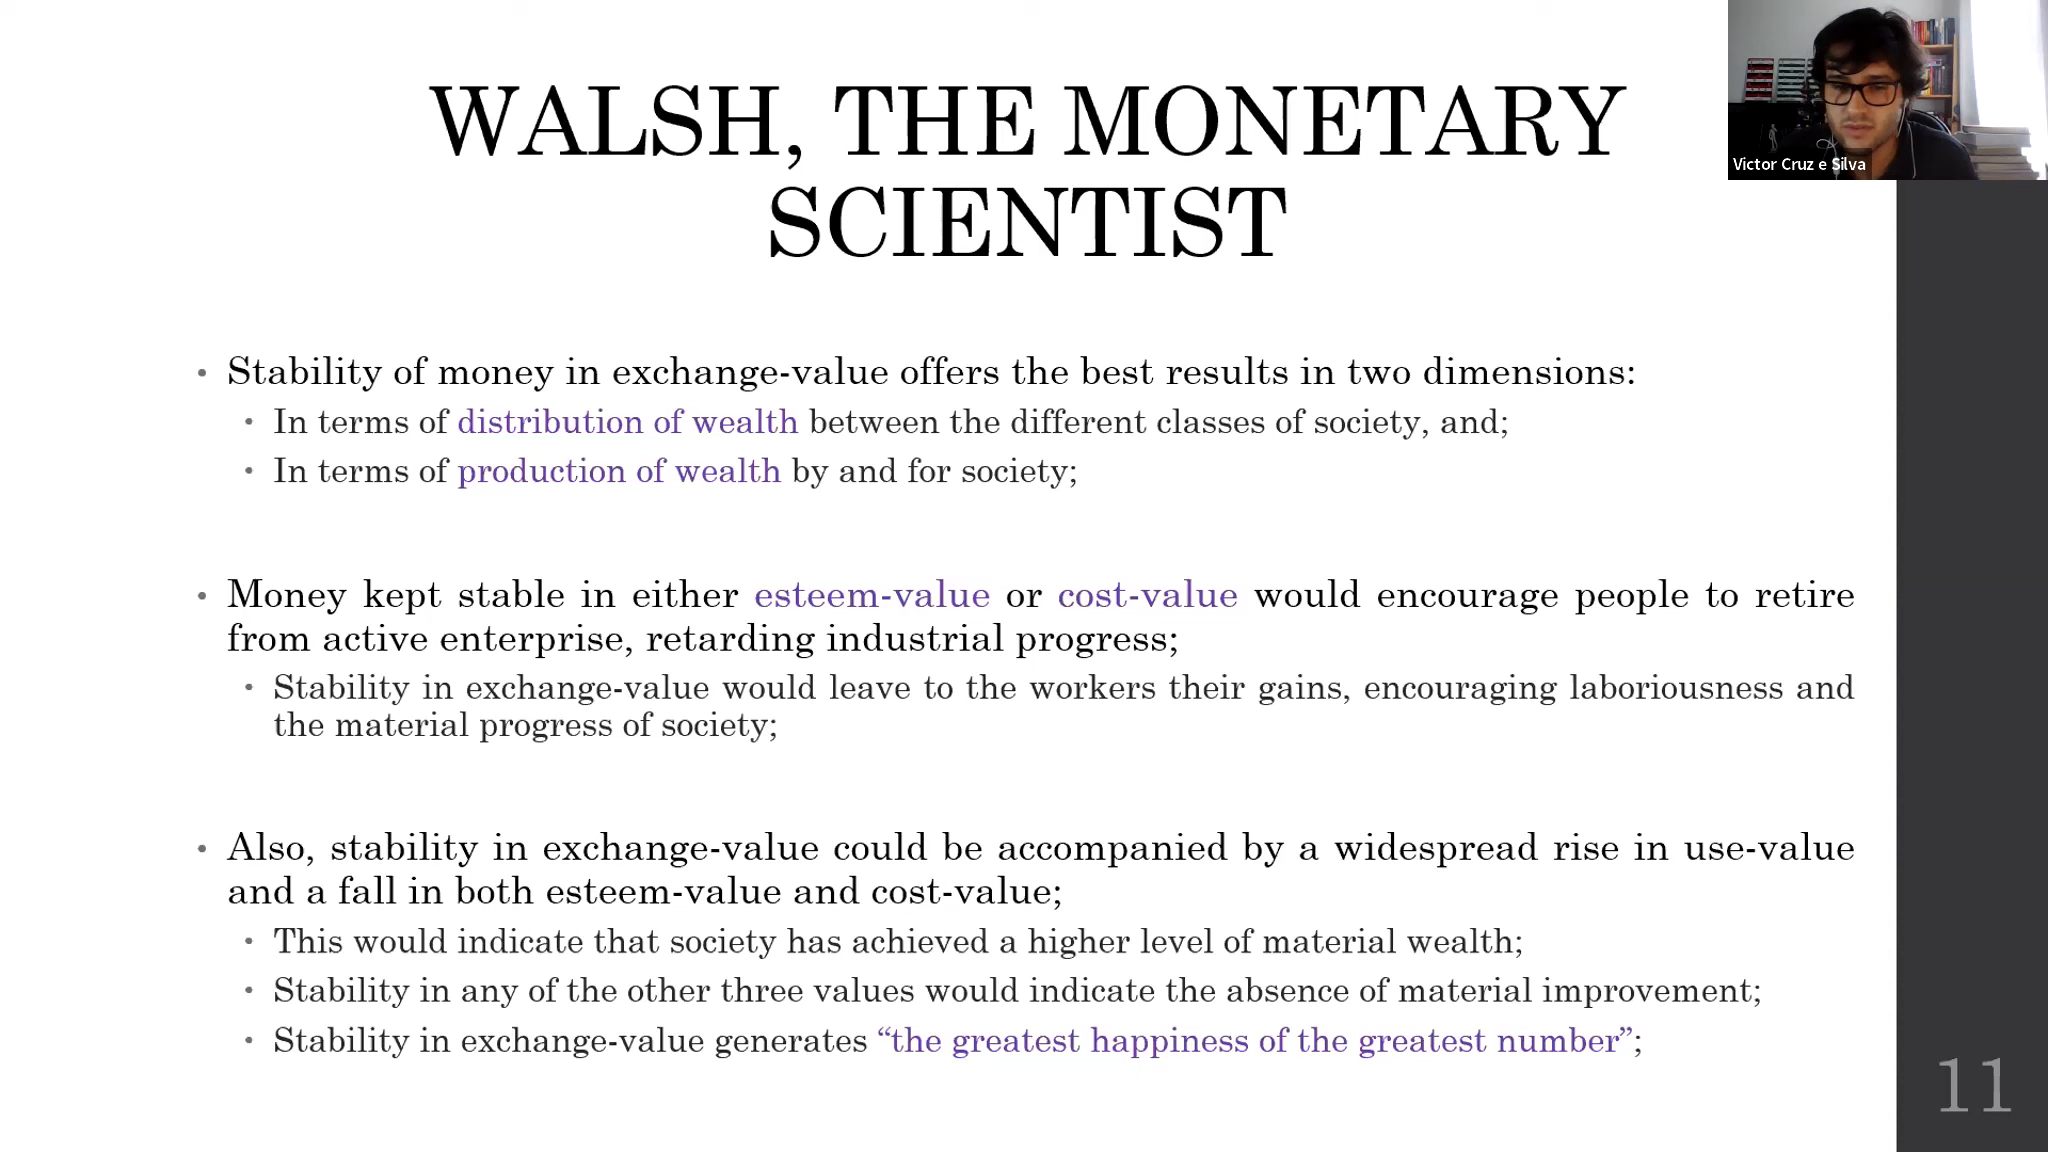 WALSH, THE MONETARY
SCIENTIST
Victor Cruz e Silva
• Stability of money in exchange-value offers the best results in two dimensions:
• In terms of distribution of wealth between the different classes of society, and;
• In terms of production of wealth by and for society;
• Money kept stable in either esteem-value or cost-value would encourage people to retire
from active enterprise, retarding industrial progress;
• Stability in exchange-value would leave to the workers their gains, encouraging laboriousness and
the material progress of society;
• Also, stability in exchange-value could be accompanied by a widespread rise in use-value
and a fall in both esteem-value and cost-value;
• This would indicate that society has achieved a higher level of material wealth;
• Stability in any of the other three values would indicate the absence of material improvement;
• Stability in exchange-value generates “the greatest happiness of the greatest number”;
11